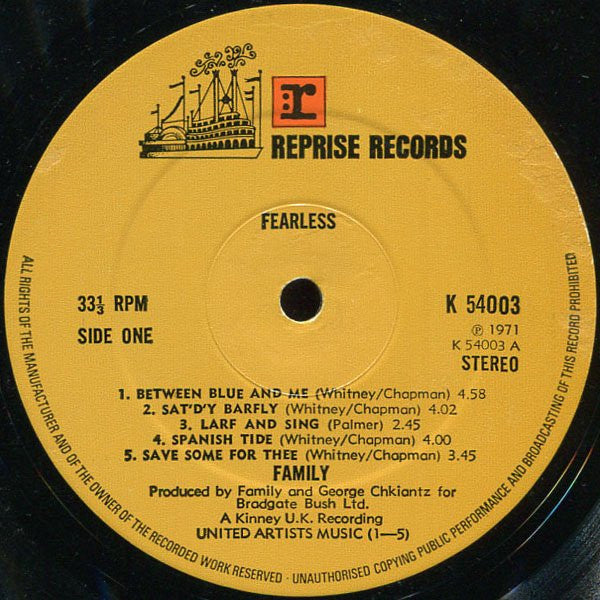 r
REPRISE RECORDS
FEARLESS
33⅓ RPM
SIDE ONE
K 54003
℗ 1971
K 54003 A
STEREO
1. BETWEEN BLUE AND ME (Whitney/Chapman) 4.58
2. SAT'D'Y BARFLY (Whitney/Chapman) 4.02
3. LARF AND SING (Palmer) 2.45
4. SPANISH TIDE (Whitney/Chapman) 4.00
5. SAVE SOME FOR THEE (Whitney/Chapman) 3.45
FAMILY
Produced by Family and George Chkiantz for
Bradgate Bush Ltd.
A Kinney U.K. Recording
UNITED ARTISTS MUSIC (1—5)
ALL RIGHTS OF THE MANUFACTURER AND OF THE OWNER OF THE RECORDED WORK RESERVED - UNAUTHORISED COPYING PUBLIC PERFORMANCE AND BROADCASTING OF THIS RECORD PROHIBITED